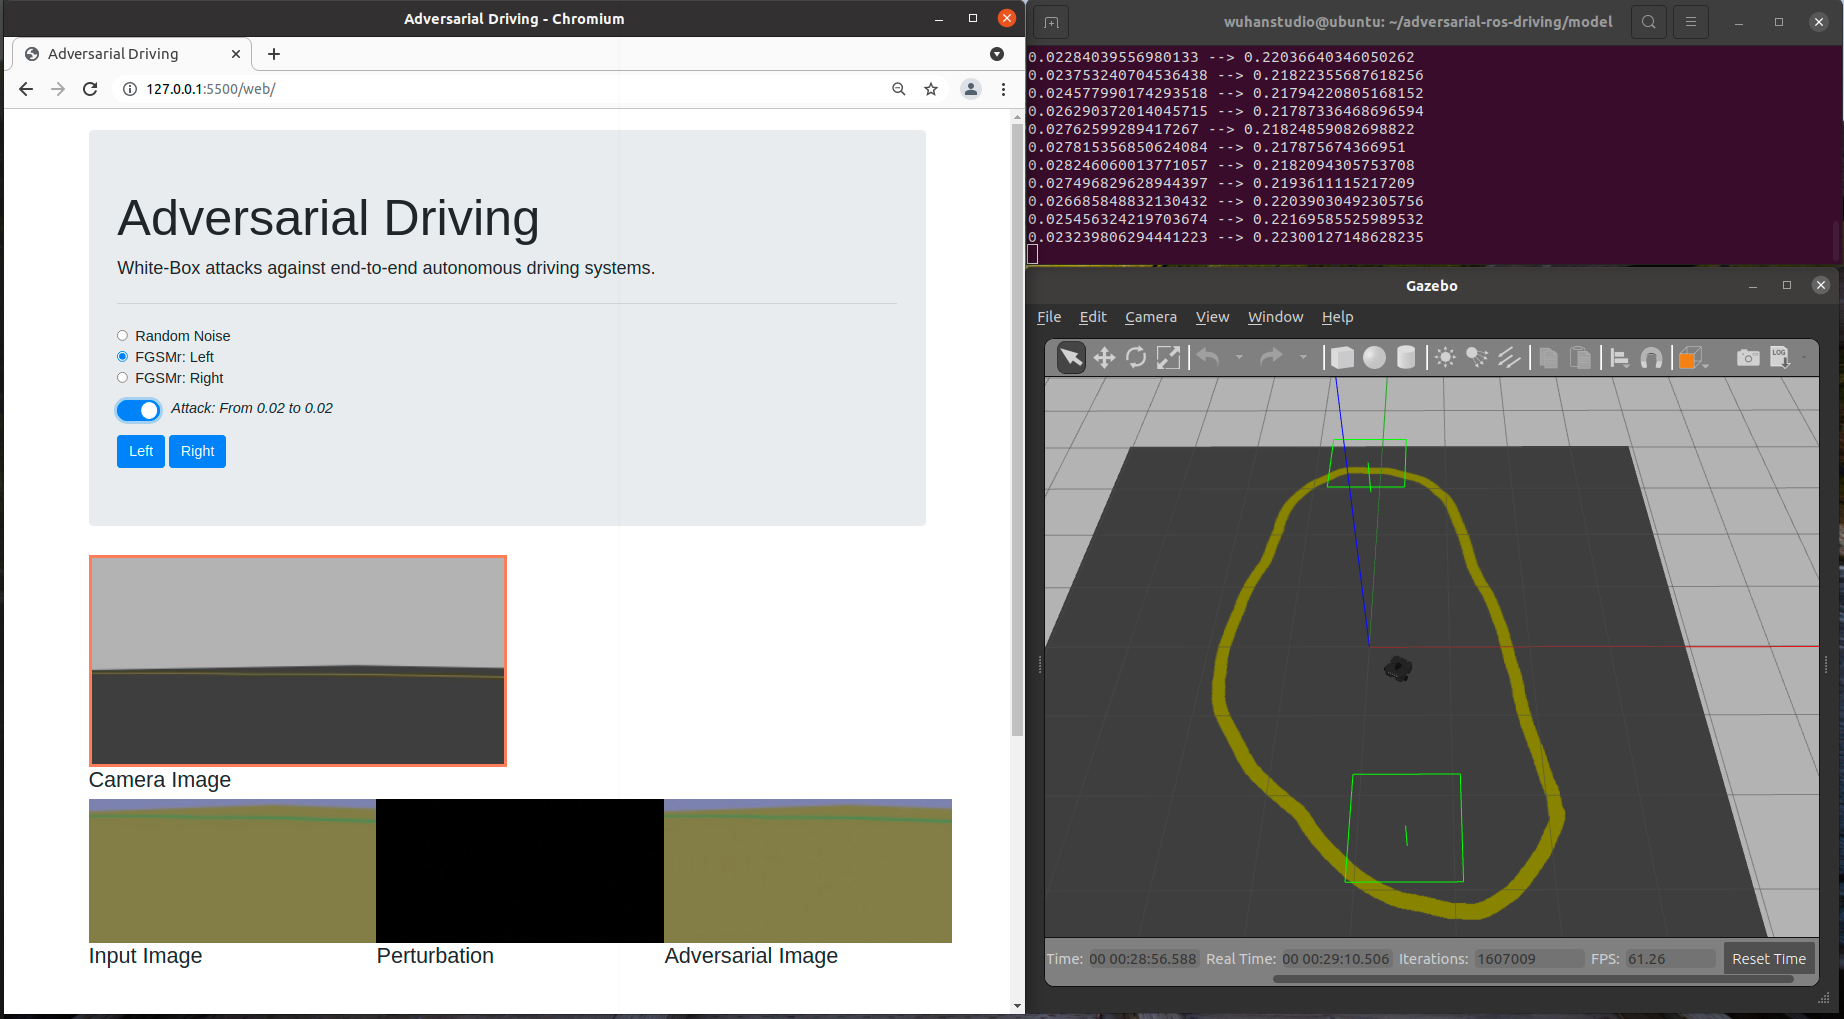 Adversarial Driving - Chromium
Adversarial Driving
127.0.0.1:5500/web/
Adversarial Driving
White-Box attacks against end-to-end autonomous driving systems.
Random Noise
FGSMr: Left
FGSMr: Right
Attack: From 0.02 to 0.02
Left Right
Camera Image
Input Image Perturbation Adversarial Image
wuhanstudio@ubuntu: ~/adversarial-ros-driving/model
0.02284039556980133 --> 0.22036640346050262
0.023753240704536438 --> 0.21822355687618256
0.024577990174293518 --> 0.21794220805168152
0.026290372014045715 --> 0.21787336468696594
0.02762599289417267 --> 0.21824859082698822
0.027815356850624084 --> 0.217875674366951
0.028246060013771057 --> 0.2182094305753708
0.027496829628944397 --> 0.2193611115217209
0.026685848832130432 --> 0.22039030492305756
0.025456324219703674 --> 0.22169585525989532
0.023239806294441223 --> 0.22300127148628235
Gazebo
File Edit Camera View Window Help
LOG
Time: 00 00:28:56.588 Real Time: 00 00:29:10.506 Iterations: 1607009 FPS: 61.26 Reset Time